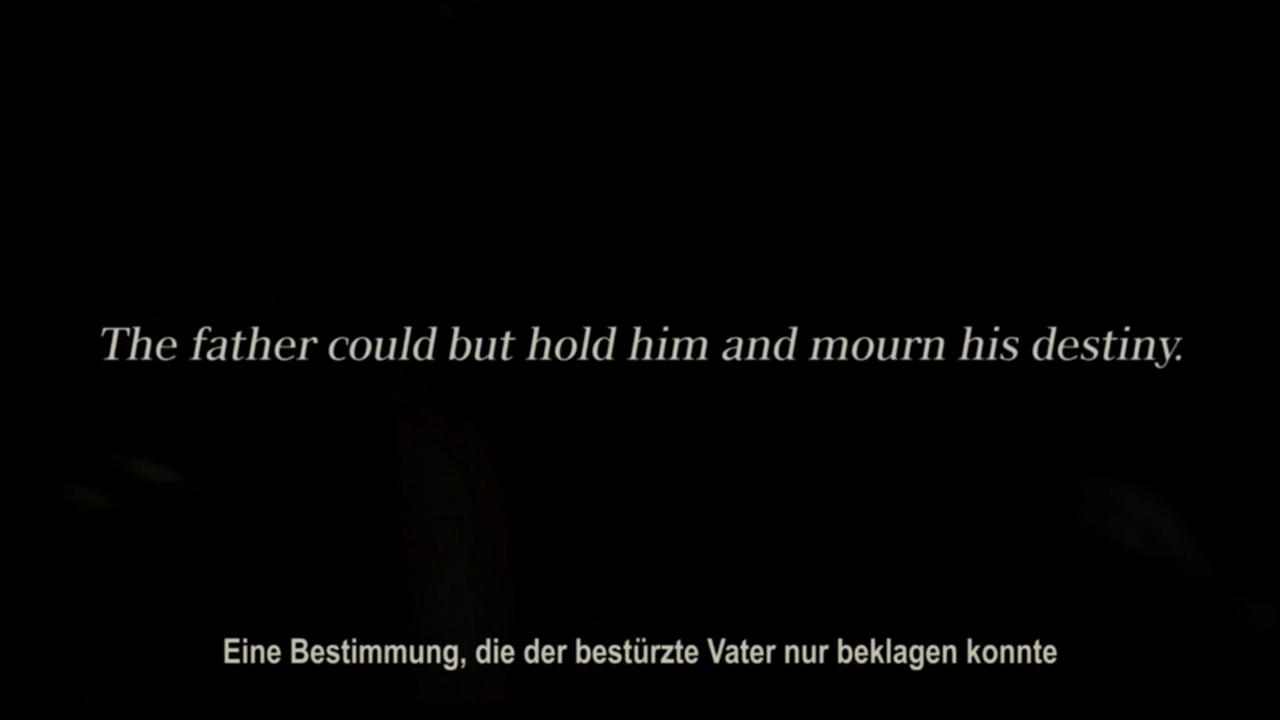 The father could but hold him and mourn his destiny.
Eine Bestimmung, die der bestürzte Vater nur beklagen konnte